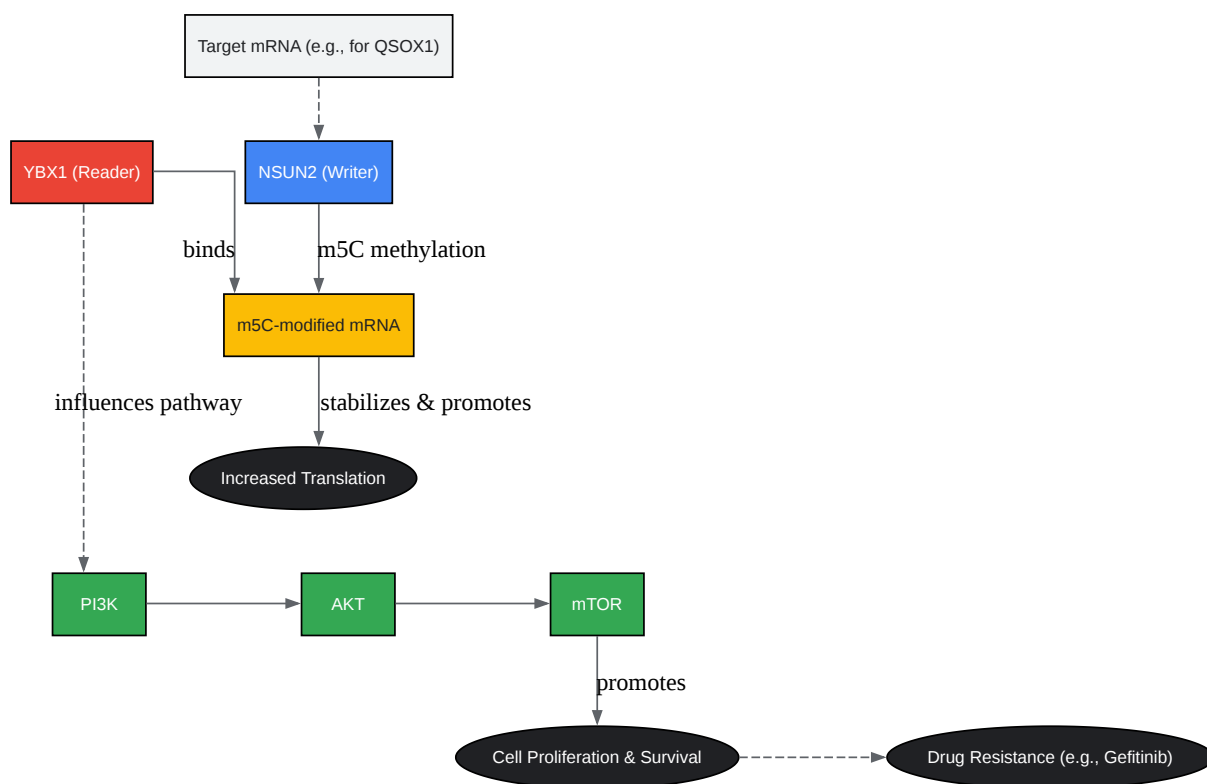 Target mRNA (e.g., for QSOX1)
YBX1 (Reader)
NSUN2 (Writer)
binds
m5C methylation
m5C-modified mRNA
influences pathway
stabilizes & promotes
Increased Translation
PI3K
AKT
mTOR
promotes
Cell Proliferation & Survival
Drug Resistance (e.g., Gefitinib)